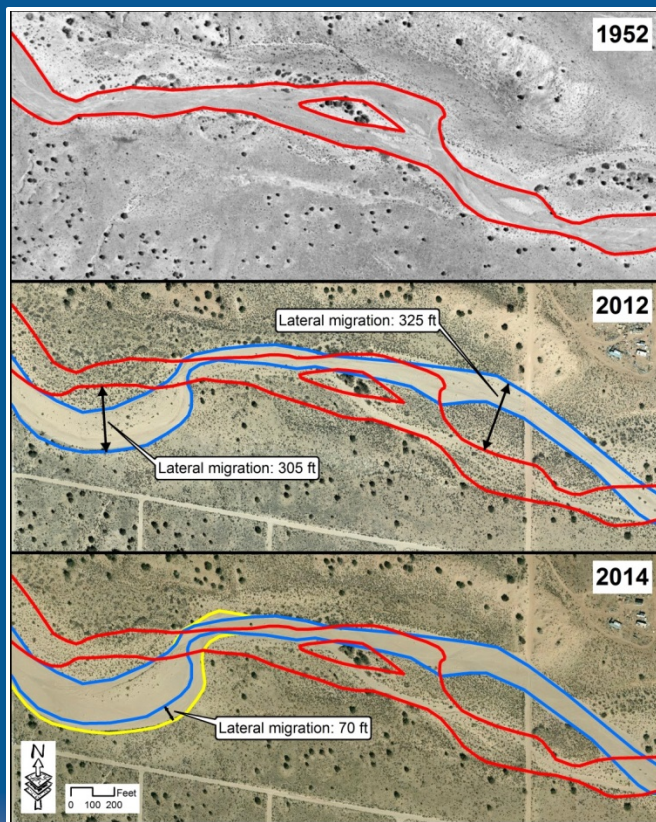 1952
2012
Lateral migration: 325 ft
Lateral migration: 305 ft
2014
Lateral migration: 70 ft
N
Feet
0 100 200